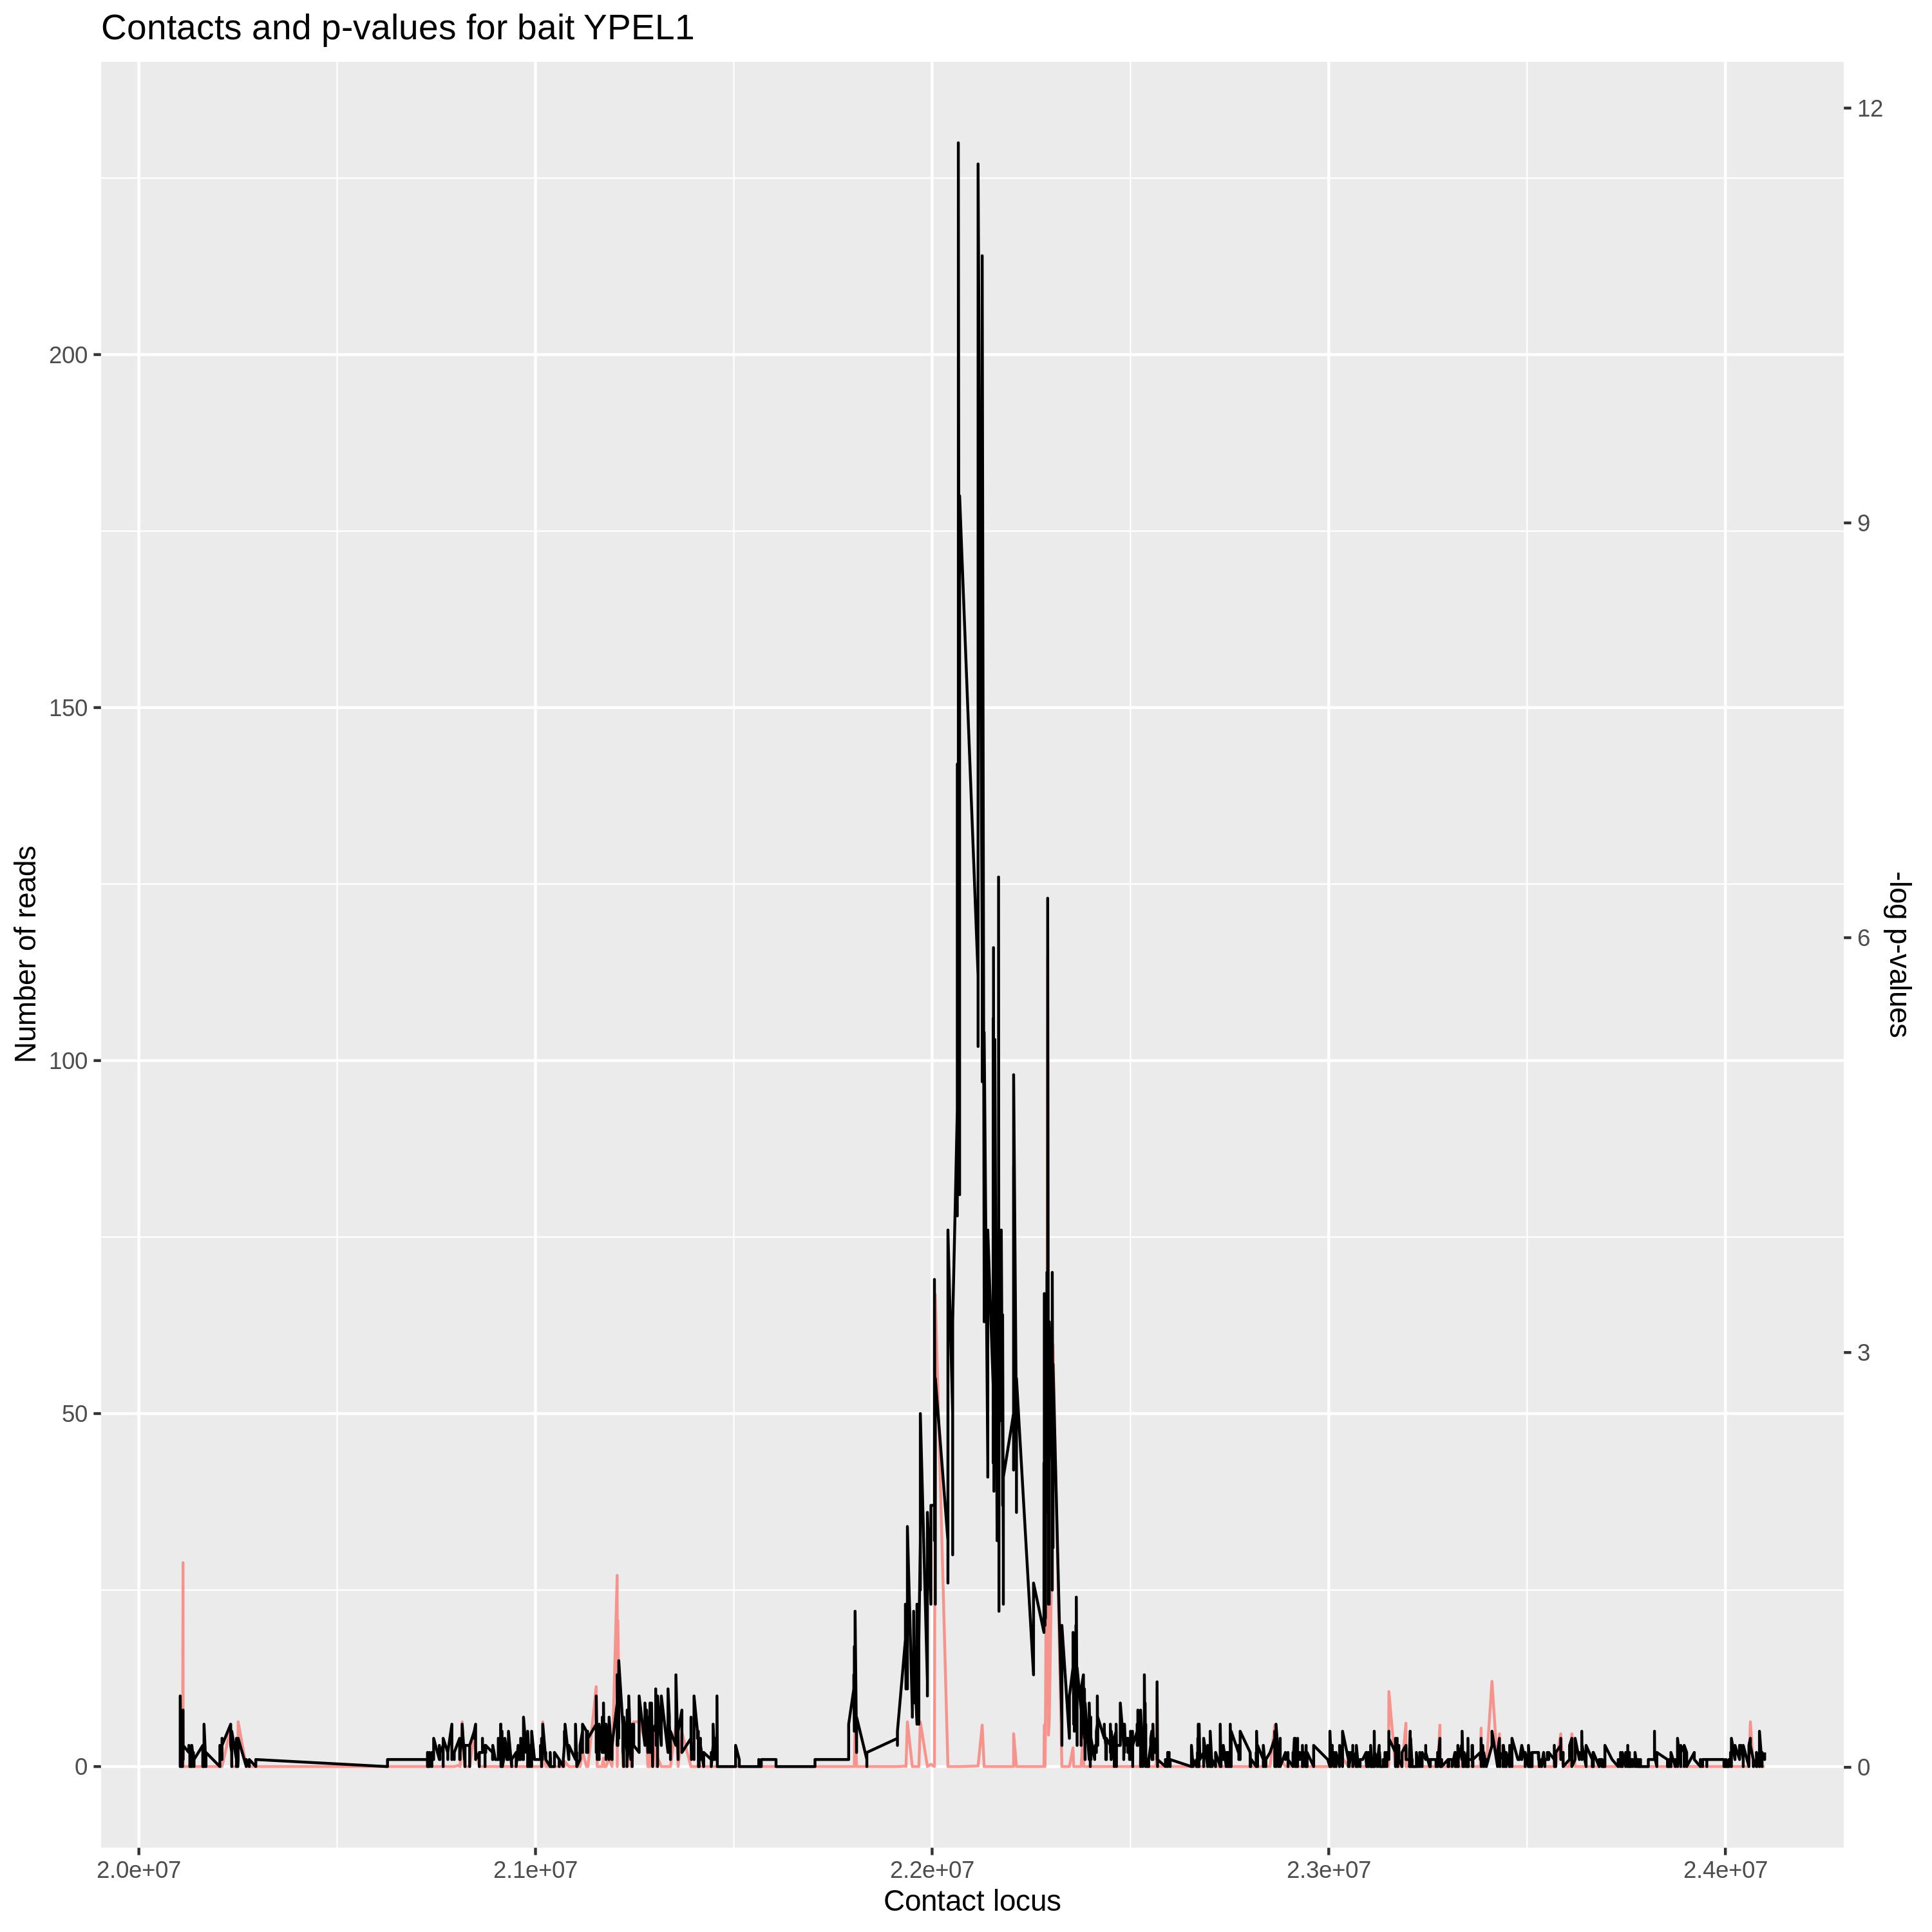 Contacts and p-values for bait YPEL1
Number of reads
200
150
100
50
0
12
9
6
3
0
-log p-values
2.0e+07 2.1e+07 2.2e+07 2.3e+07 2.4e+07
Contact locus